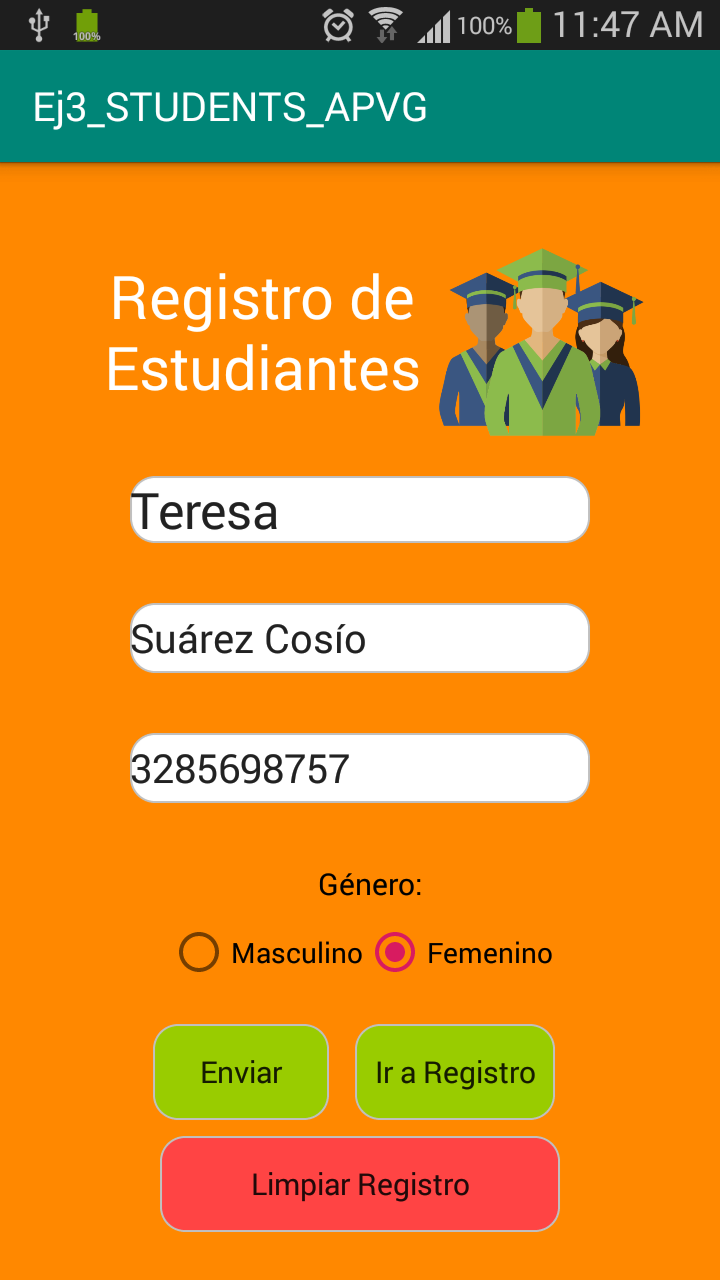 100% 100% 11:47 AM
Ej3_STUDENTS_APVG
Registro de
Estudiantes
Teresa
Suárez Cosío
3285698757
Género:
Masculino Femenino
Enviar Ir a Registro
Limpiar Registro